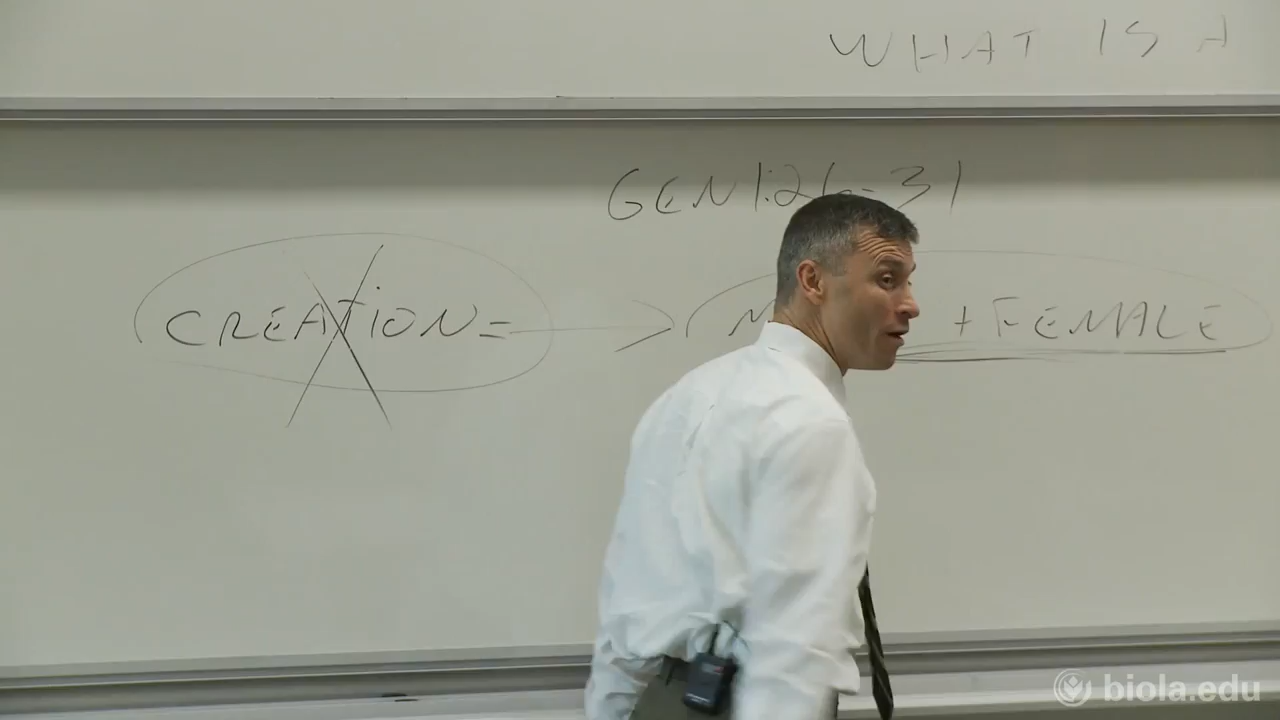 WHAT IS A
GEN 1:26-31
CREATION = + FEMALE
biola.edu